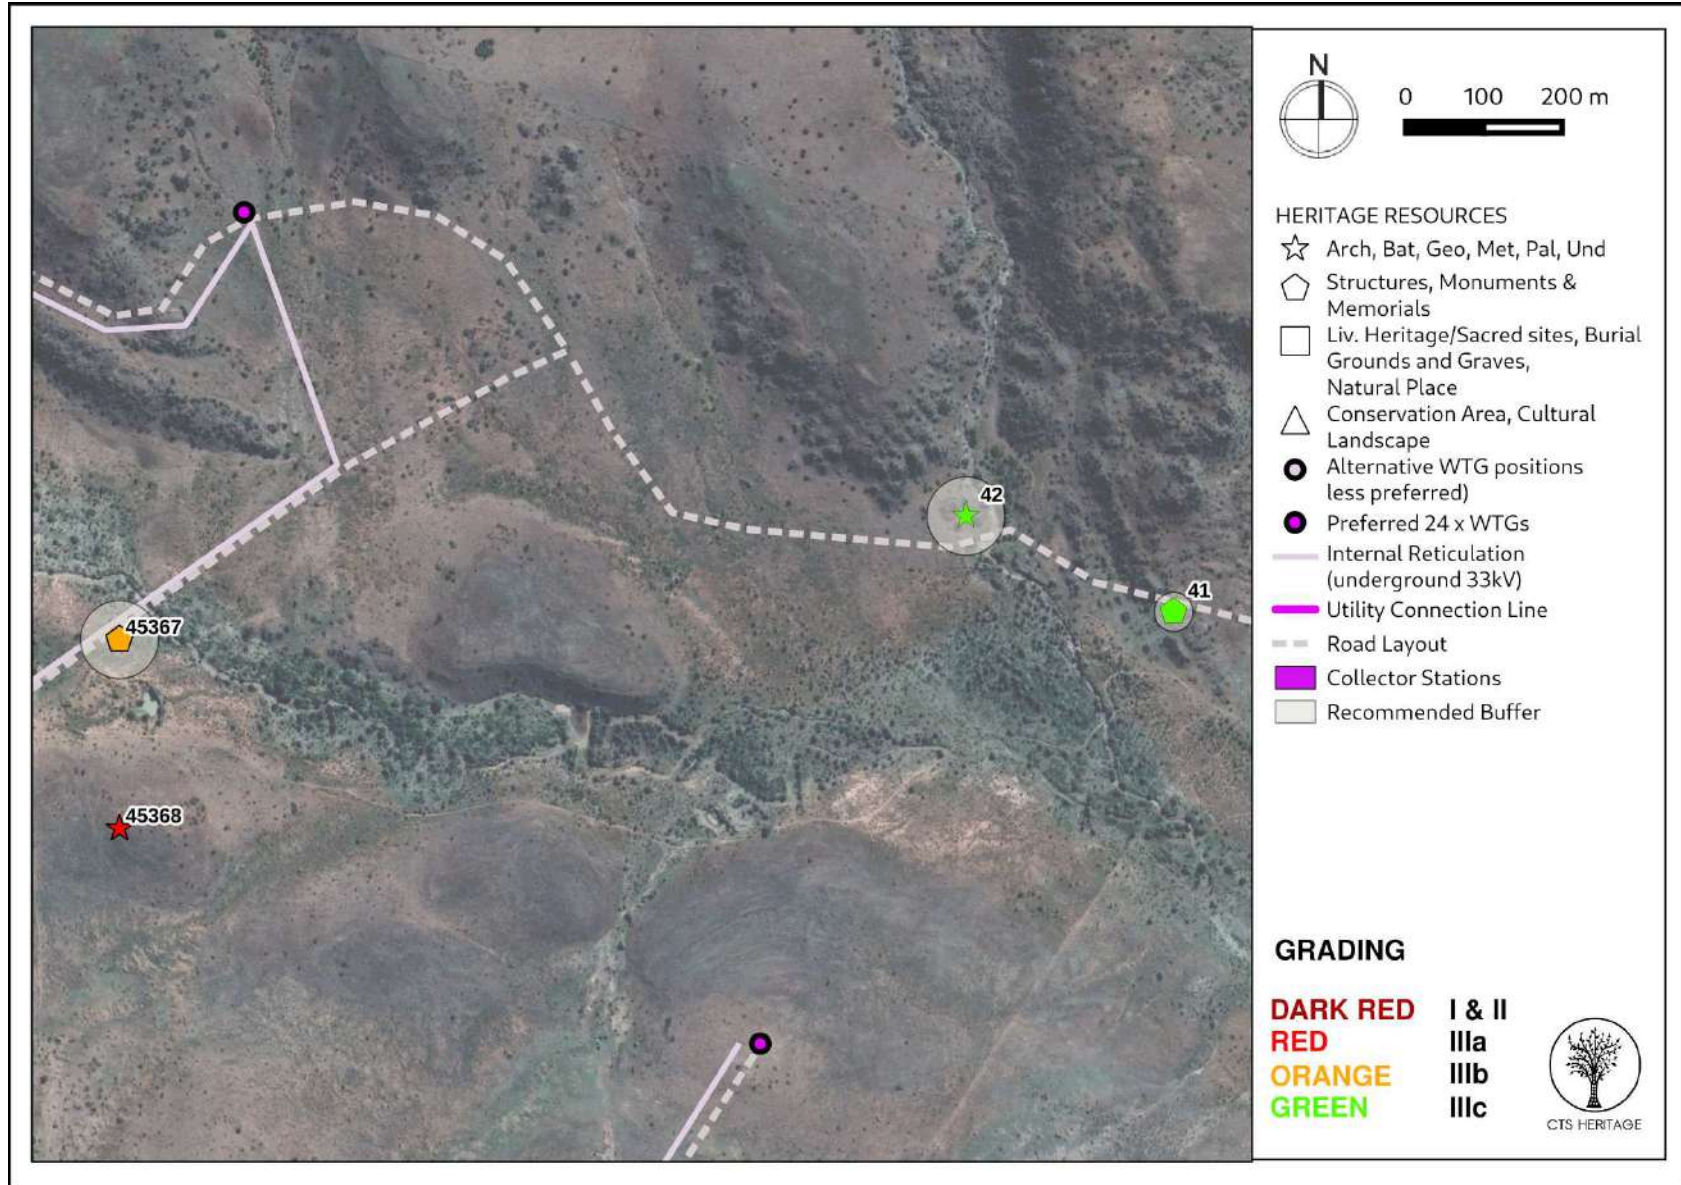 42
41
45367
45368
N
0 100 200 m
HERITAGE RESOURCES
Arch, Bat, Geo, Met, Pal, Und
Structures, Monuments &
Memorials
Liv. Heritage/Sacred sites, Burial
Grounds and Graves,
Natural Place
Conservation Area, Cultural
Landscape
Alternative WTG positions
less preferred)
Preferred 24 x WTGs
Internal Reticulation
(underground 33kV)
Utility Connection Line
Road Layout
Collector Stations
Recommended Buffer
GRADING
DARK RED I & II
RED IIIa
ORANGE IIIb
GREEN IIIc
CTS HERITAGE